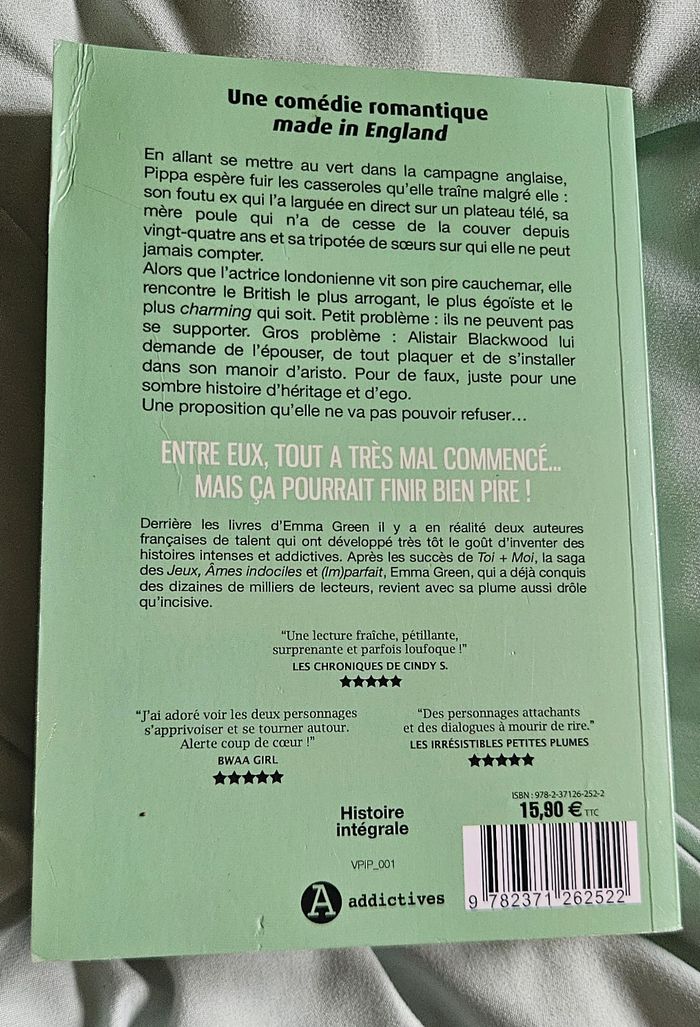 Une comédie romantique
made in England
En allant se mettre au vert dans la campagne anglaise,
Pippa espère fuir les casseroles qu'elle traîne malgré elle :
son foutu ex qui l'a larguée en direct sur un plateau télé, sa
mère poule qui n'a de cesse de la couver depuis
vingt-quatre ans et sa tripotée de sœurs sur qui elle ne peut
jamais compter.
Alors que l'actrice londonienne vit son pire cauchemar, elle
rencontre le British le plus arrogant, le plus égoïste et le
plus charming qui soit. Petit problème : ils ne peuvent pas
se supporter. Gros problème : Alistair Blackwood lui
demande de l'épouser, de tout plaquer et de s'installer
dans son manoir d'aristo. Pour de faux, juste pour une
sombre histoire d'héritage et d'ego.
Une proposition qu'elle ne va pas pouvoir refuser...
ENTRE EUX, TOUT A TRÈS MAL COMMENCÉ...
MAIS ÇA POURRAIT FINIR BIEN PIRE !
Derrière les livres d'Emma Green il y a en réalité deux auteures
françaises de talent qui ont développé très tôt le goût d'inventer des
histoires intenses et addictives. Après les succès de Toi + Moi, la saga
des Jeux, Âmes indociles et (Im)parfait, Emma Green, qui a déjà conquis
des dizaines de milliers de lecteurs, revient avec sa plume aussi drôle
qu'incisive.
"Une lecture fraîche, pétillante,
surprenante et parfois loufoque !"
LES CHRONIQUES DE CINDY S.
★★★★★
"J'ai adoré voir les deux personnages
s'apprivoiser et se tourner autour.
Alerte coup de cœur !"
BWAA GIRL
★★★★★
"Des personnages attachants
et des dialogues à mourir de rire."
LES IRRÉSISTIBLES PETITES PLUMES
★★★★★
Histoire
intégrale
VPIP_001
A addictives
ISBN : 978-2-37126-252-2
15,90 € TTC
9 782371 262522